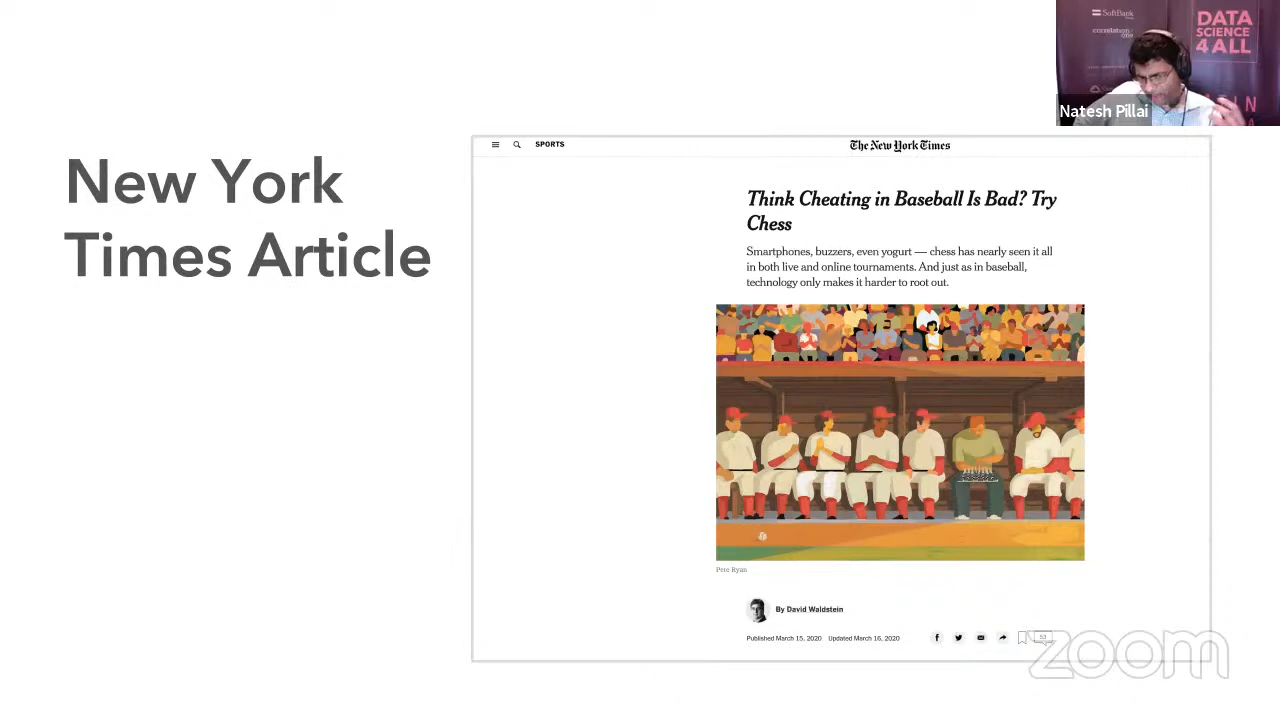 New York
Times Article
SPORTS
The New York Times
Think Cheating in Baseball Is Bad? Try
Chess
Smartphones, buzzers, even yogurt — chess has nearly seen it all
in both live and online tournaments. And just as in baseball,
technology only makes it harder to root out.
Pete Ryan
By David Waldstein
Published March 15, 2020 Updated March 16, 2020
53
zoom
SoftBank
DATA
SCIENCE
4 ALL
Natesh Pillai